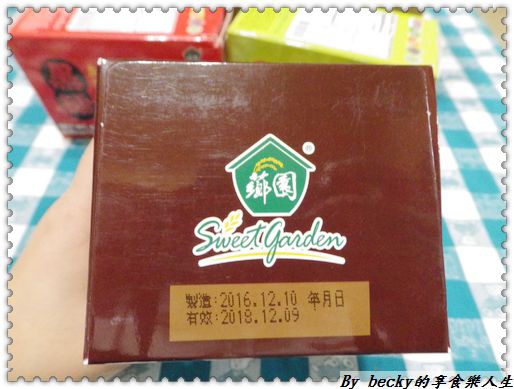 薌園
®
Sweet garden
製造:2016.12.10 年月日
有效:2018.12.09
By becky的享食樂人生